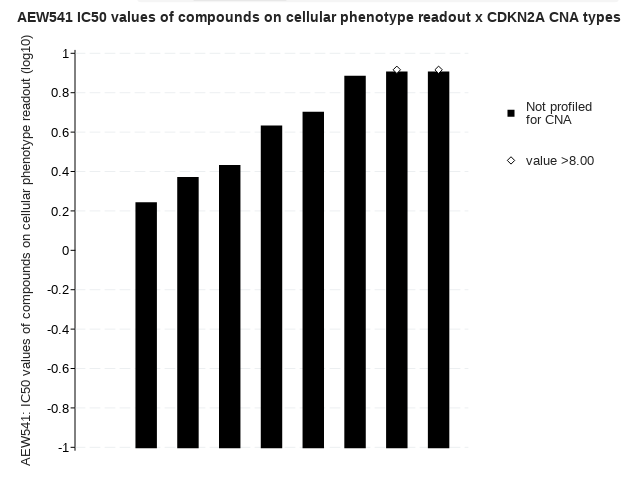 AEW541 IC50 values of compounds on cellular phenotype readout x CDKN2A CNA types
AEW541: IC50 values of compounds on cellular phenotype readout (log10)
1
0.8
0.6
0.4
0.2
0
-0.2
-0.4
-0.6
-0.8
-1
Not profiled
for CNA
value >8.00